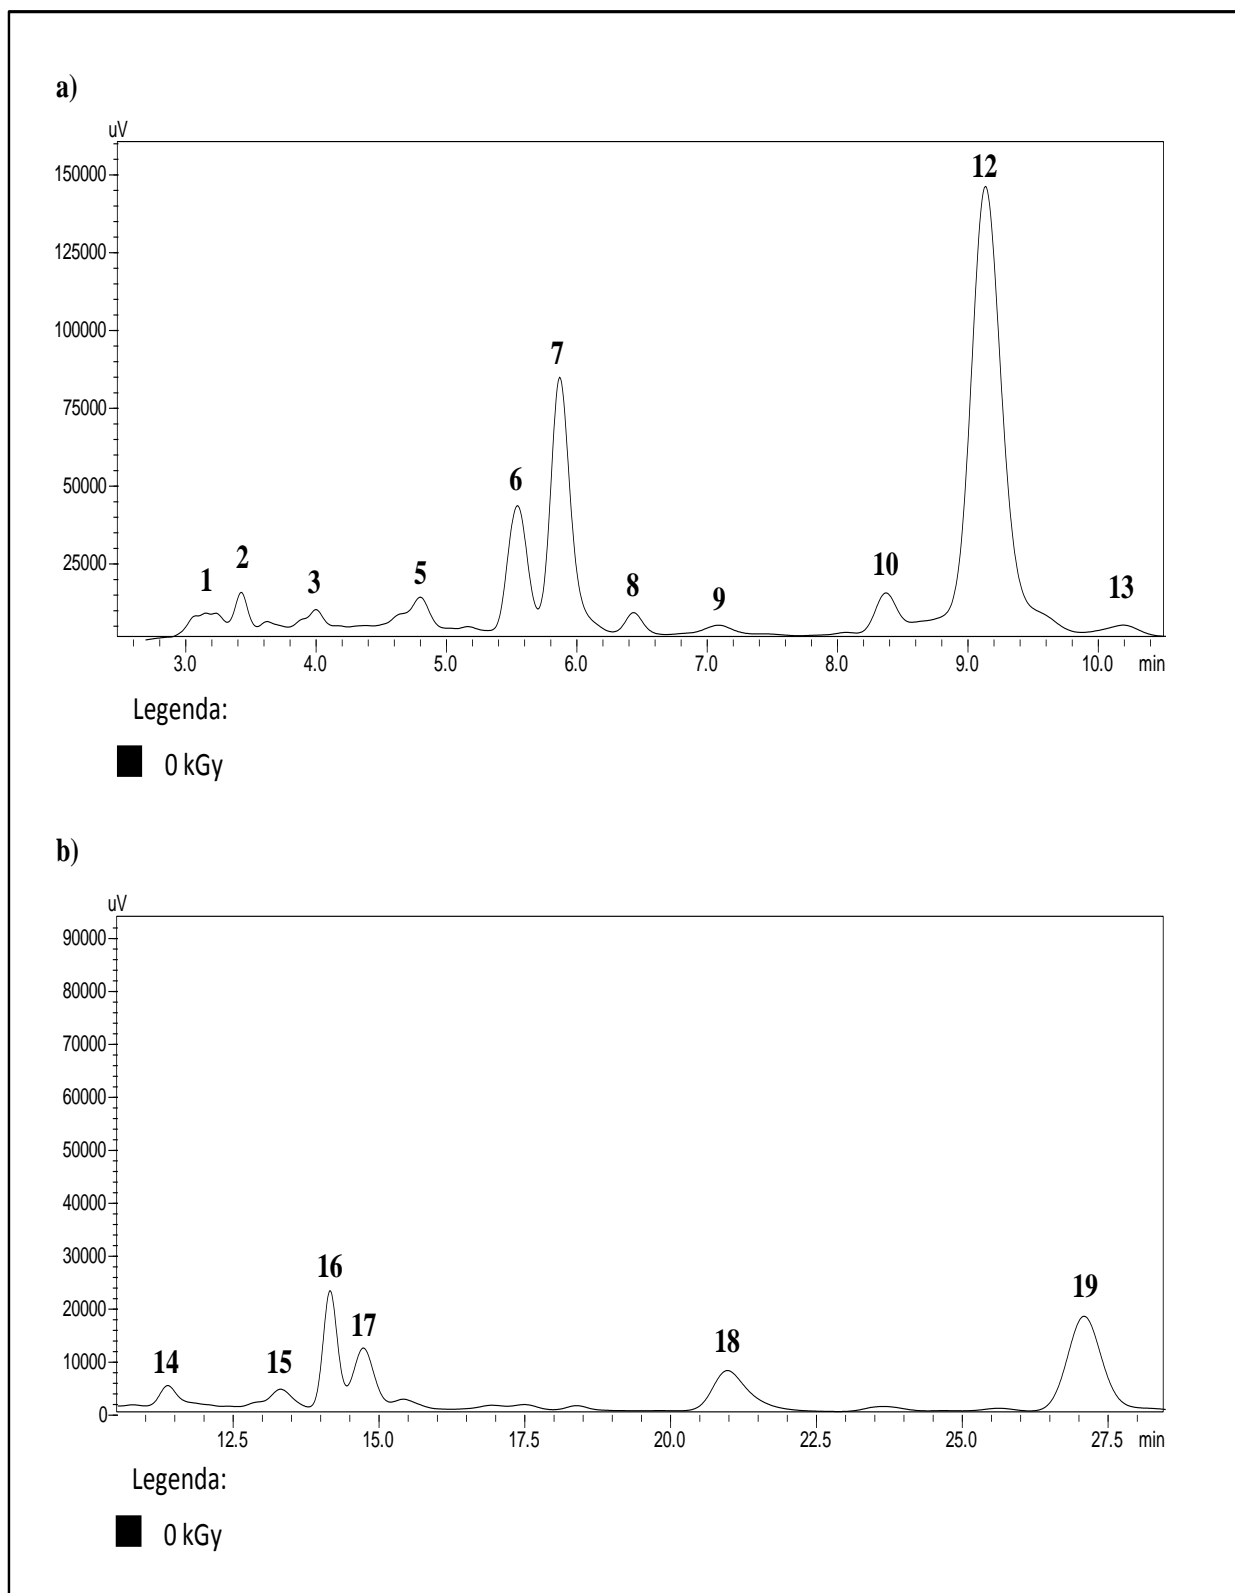 a)
uV
150000
125000
100000
75000
50000
25000
1 2 3 5 6 7 8 9 10 12 13
3.0 4.0 5.0 6.0 7.0 8.0 9.0 10.0 min
Legenda:
0 kGy
b)
uV
90000
80000
70000
60000
50000
40000
30000
20000
10000
0
14 15 16 17 18 19
12.5 15.0 17.5 20.0 22.5 25.0 27.5 min
Legenda:
0 kGy